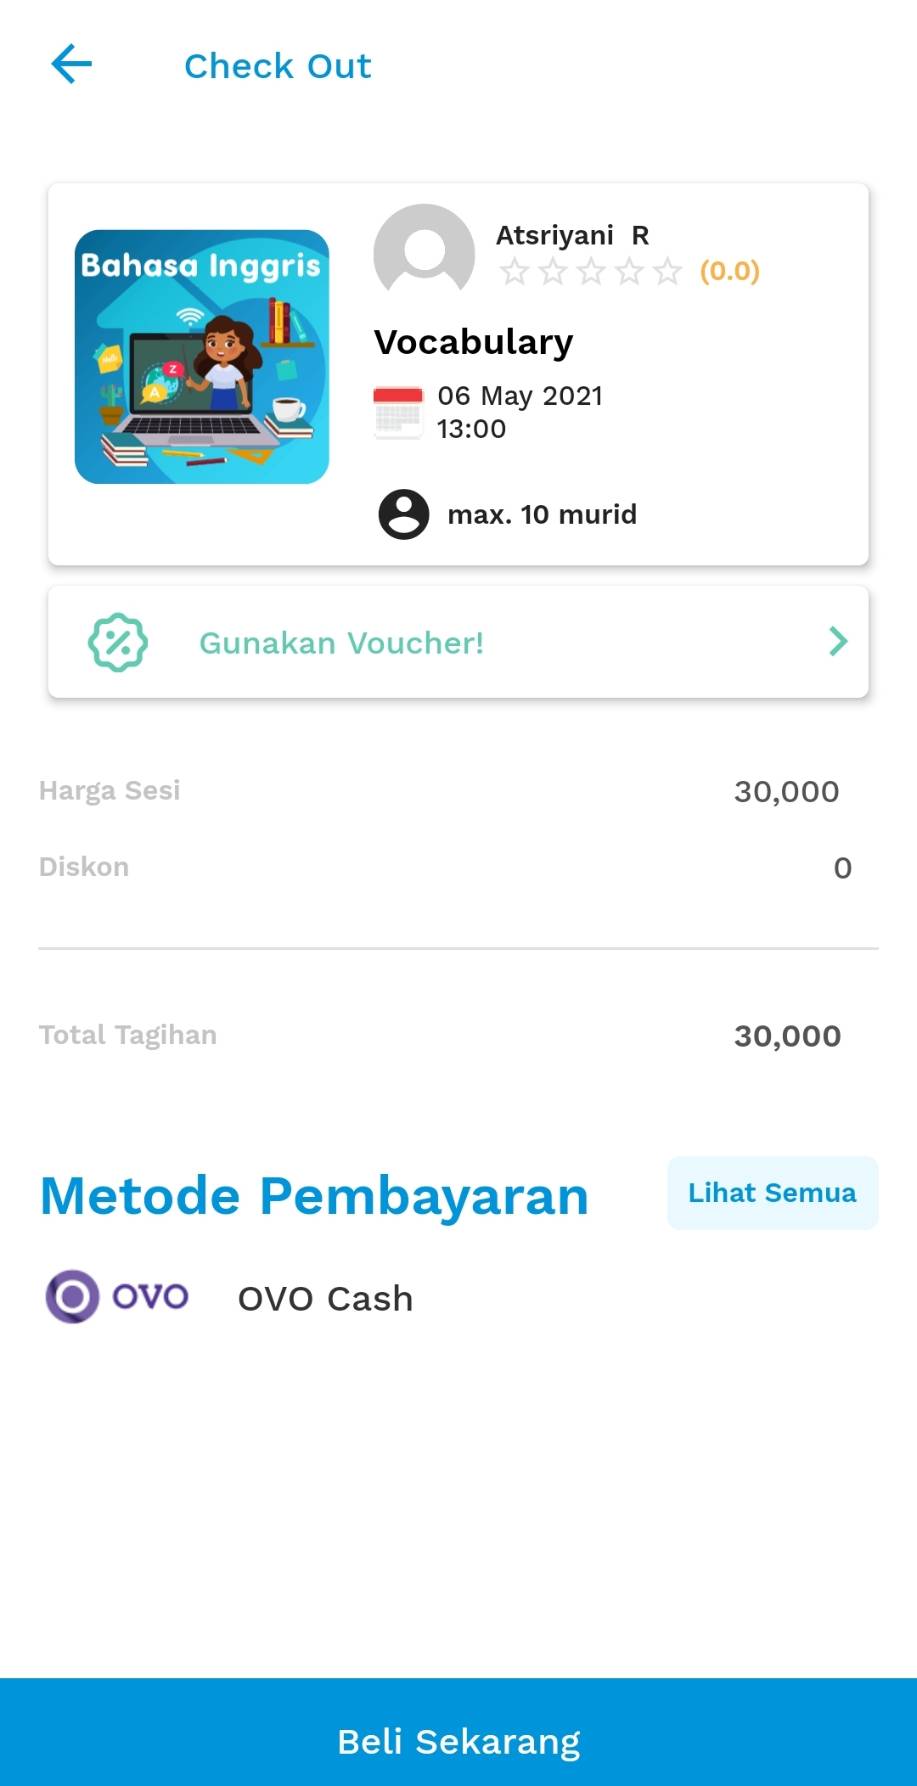 Check Out
Bahasa Inggris
Atsriyani R
(0.0)
Vocabulary
06 May 2021
13:00
max. 10 murid
Gunakan Voucher!
Harga Sesi 30,000
Diskon 0
Total Tagihan 30,000
Metode Pembayaran Lihat Semua
OVO OVO Cash
Beli Sekarang